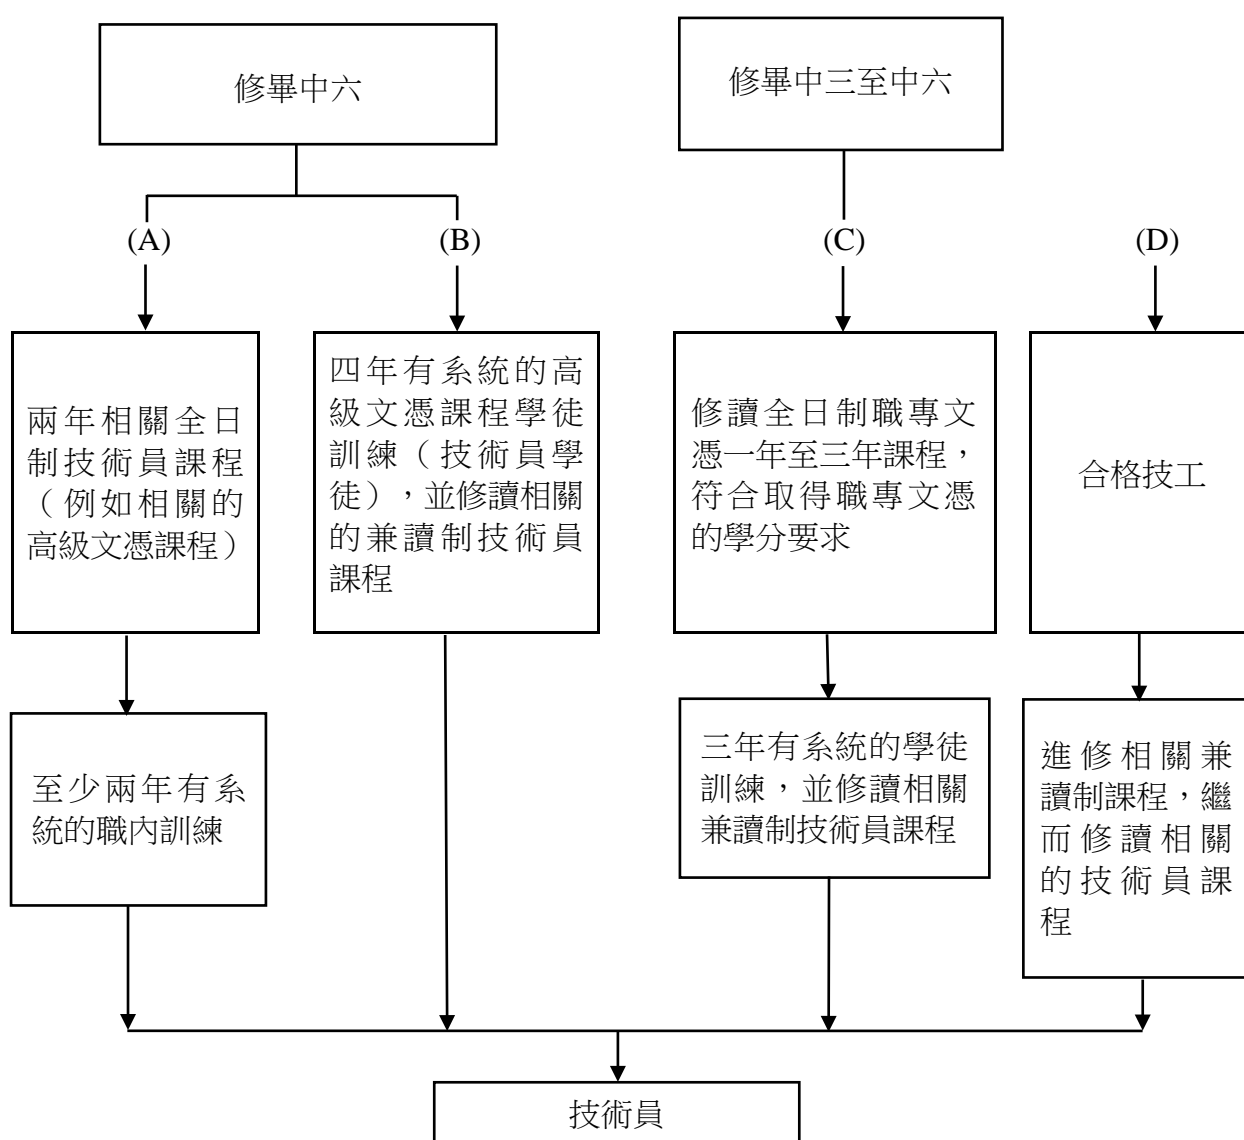 修畢中六
修畢中三至中六
(A)
(B)
(C)
(D)
兩年相關全日
制技術員課程
（例如相關的
高級文憑課程）
四年有系統的高
級文憑課程學徒
訓練（技術員學
徒），並修讀相關
的兼讀制技術員
課程
修讀全日制職專文
憑一年至三年課程，
符合取得職專文憑
的學分要求
合格技工
至少兩年有系
統的職內訓練
三年有系統的學徒
訓練，並修讀相關
兼讀制技術員課程
進修相關兼
讀制課程，繼
而修讀相關
的技術員課
程
技術員